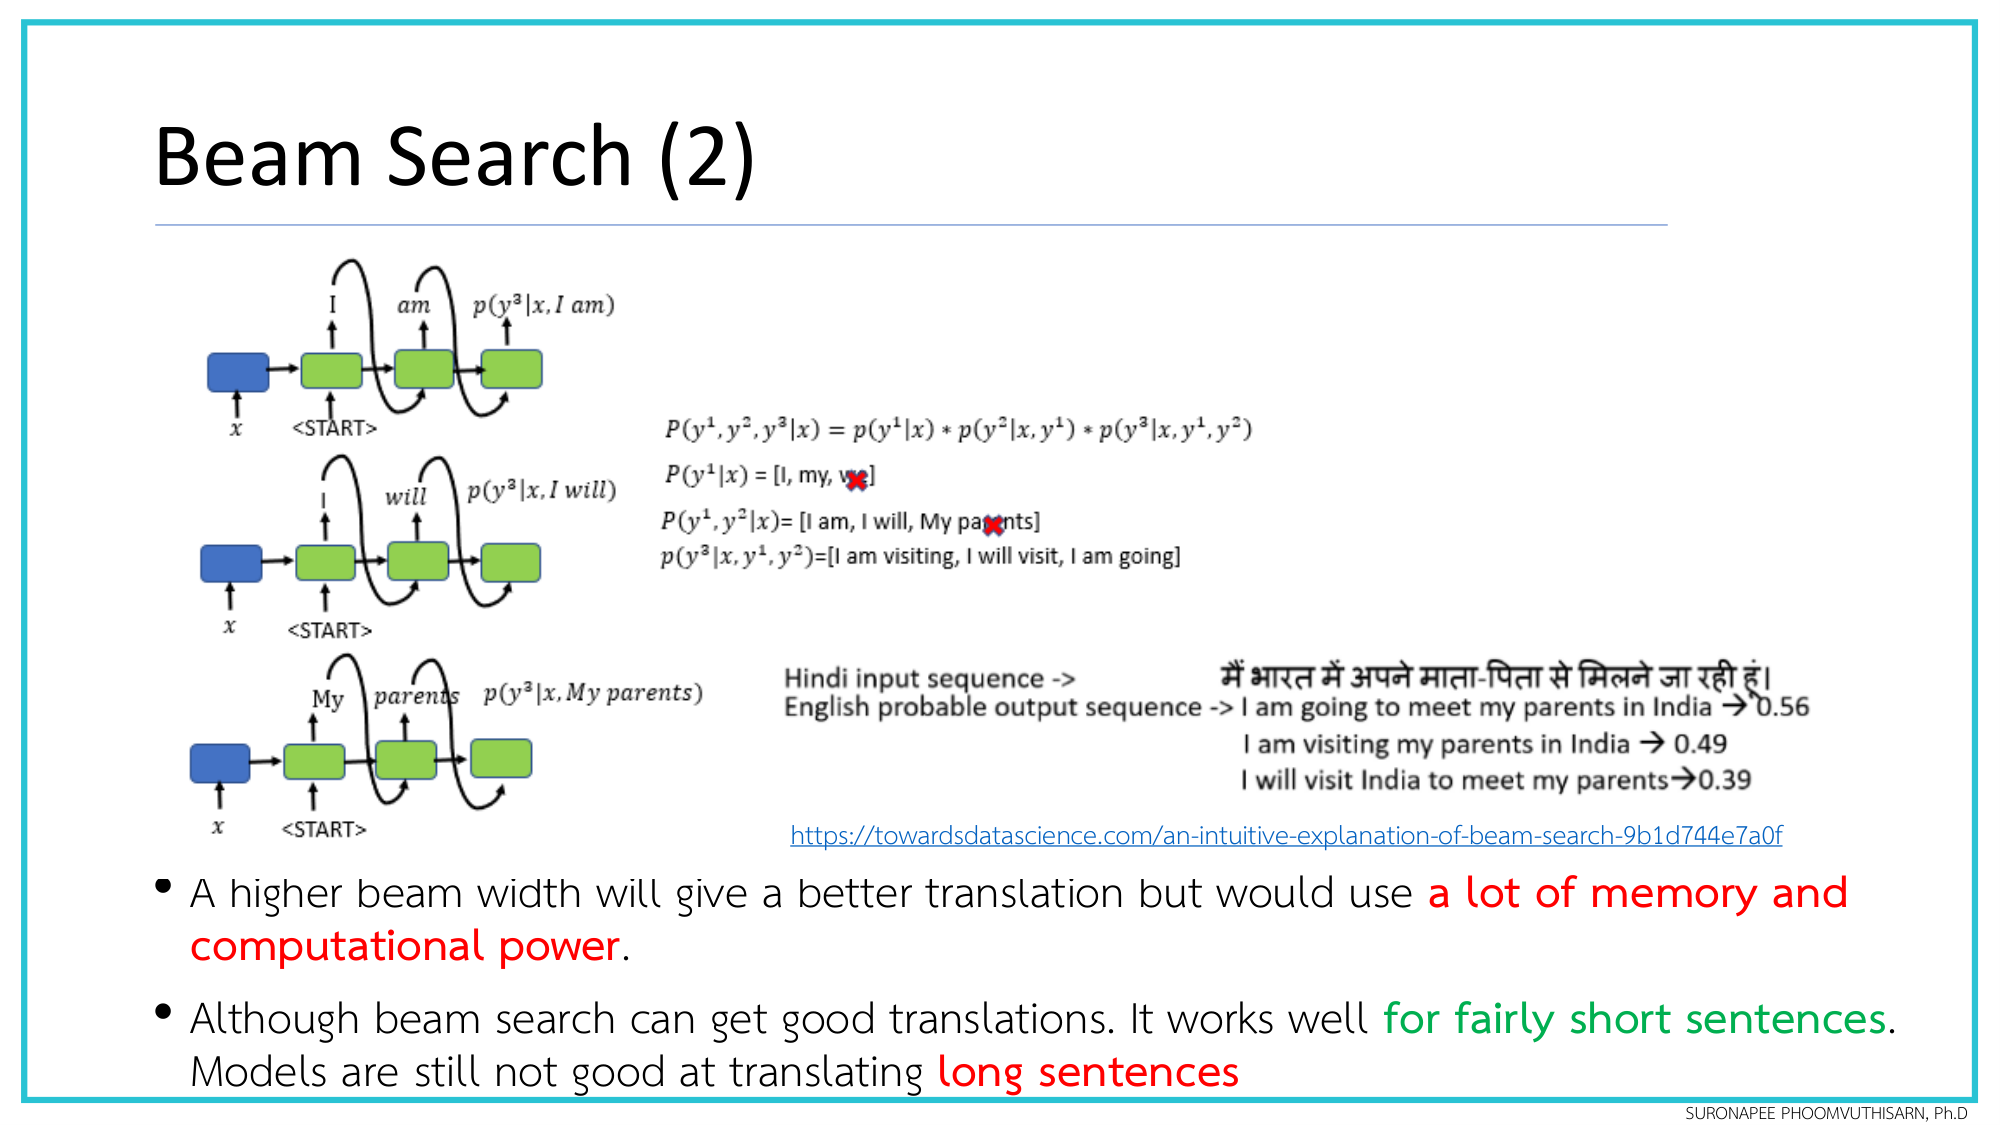 Beam Search (2)
I
am
p(y³|x, I am)
x
<START>
P(y¹, y², y³|x) = p(y¹|x) * p(y²|x, y¹) * p(y³|x, y¹, y²)
P(y¹|x) = [I, my, we]
I
will
p(y³|x, I will)
P(y¹, y²|x)= [I am, I will, My parents]
p(y³|x, y¹, y²)=[I am visiting, I will visit, I am going]
x
<START>
My
parents
p(y³|x, My parents)
x
<START>
Hindi input sequence -> मैं भारत में अपने माता-पिता से मिलने जा रही हूं।
English probable output sequence -> I am going to meet my parents in India → 0.56
I am visiting my parents in India → 0.49
I will visit India to meet my parents→0.39
https://towardsdatascience.com/an-intuitive-explanation-of-beam-search-9b1d744e7a0f
• A higher beam width will give a better translation but would use a lot of memory and
computational power.
• Although beam search can get good translations. It works well for fairly short sentences.
Models are still not good at translating long sentences
SURONAPEE PHOOMVUTHISARN, Ph.D